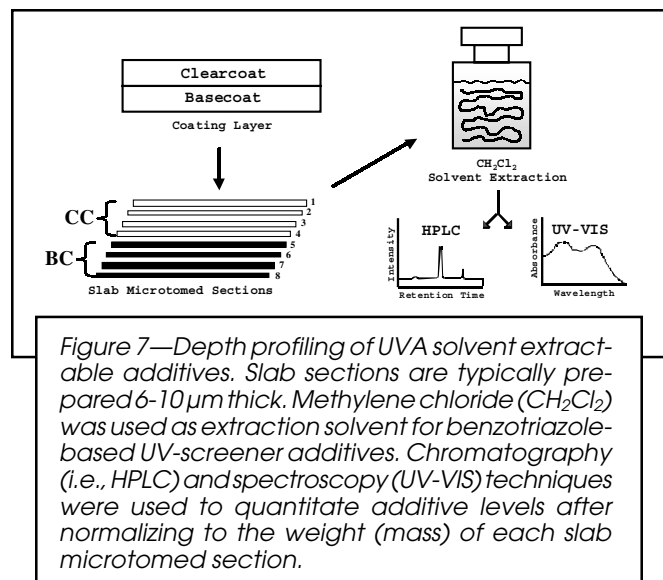 Clearcoat
Basecoat
Coating Layer
CH₂Cl₂
Solvent Extraction
CC
BC
1
2
3
4
5
6
7
8
Slab Microtomed Sections
HPLC
Intensity
Retention Time
UV-VIS
Absorbance
Wavelength
Figure 7—Depth profiling of UVA solvent extract-
able additives. Slab sections are typically pre-
pared 6-10 µm thick. Methylene chloride (CH₂Cl₂)
was used as extraction solvent for benzotriazole-
based UV-screener additives. Chromatography
(i.e., HPLC) and spectroscopy (UV-VIS) techniques
were used to quantitate additive levels after
normalizing to the weight (mass) of each slab
microtomed section.